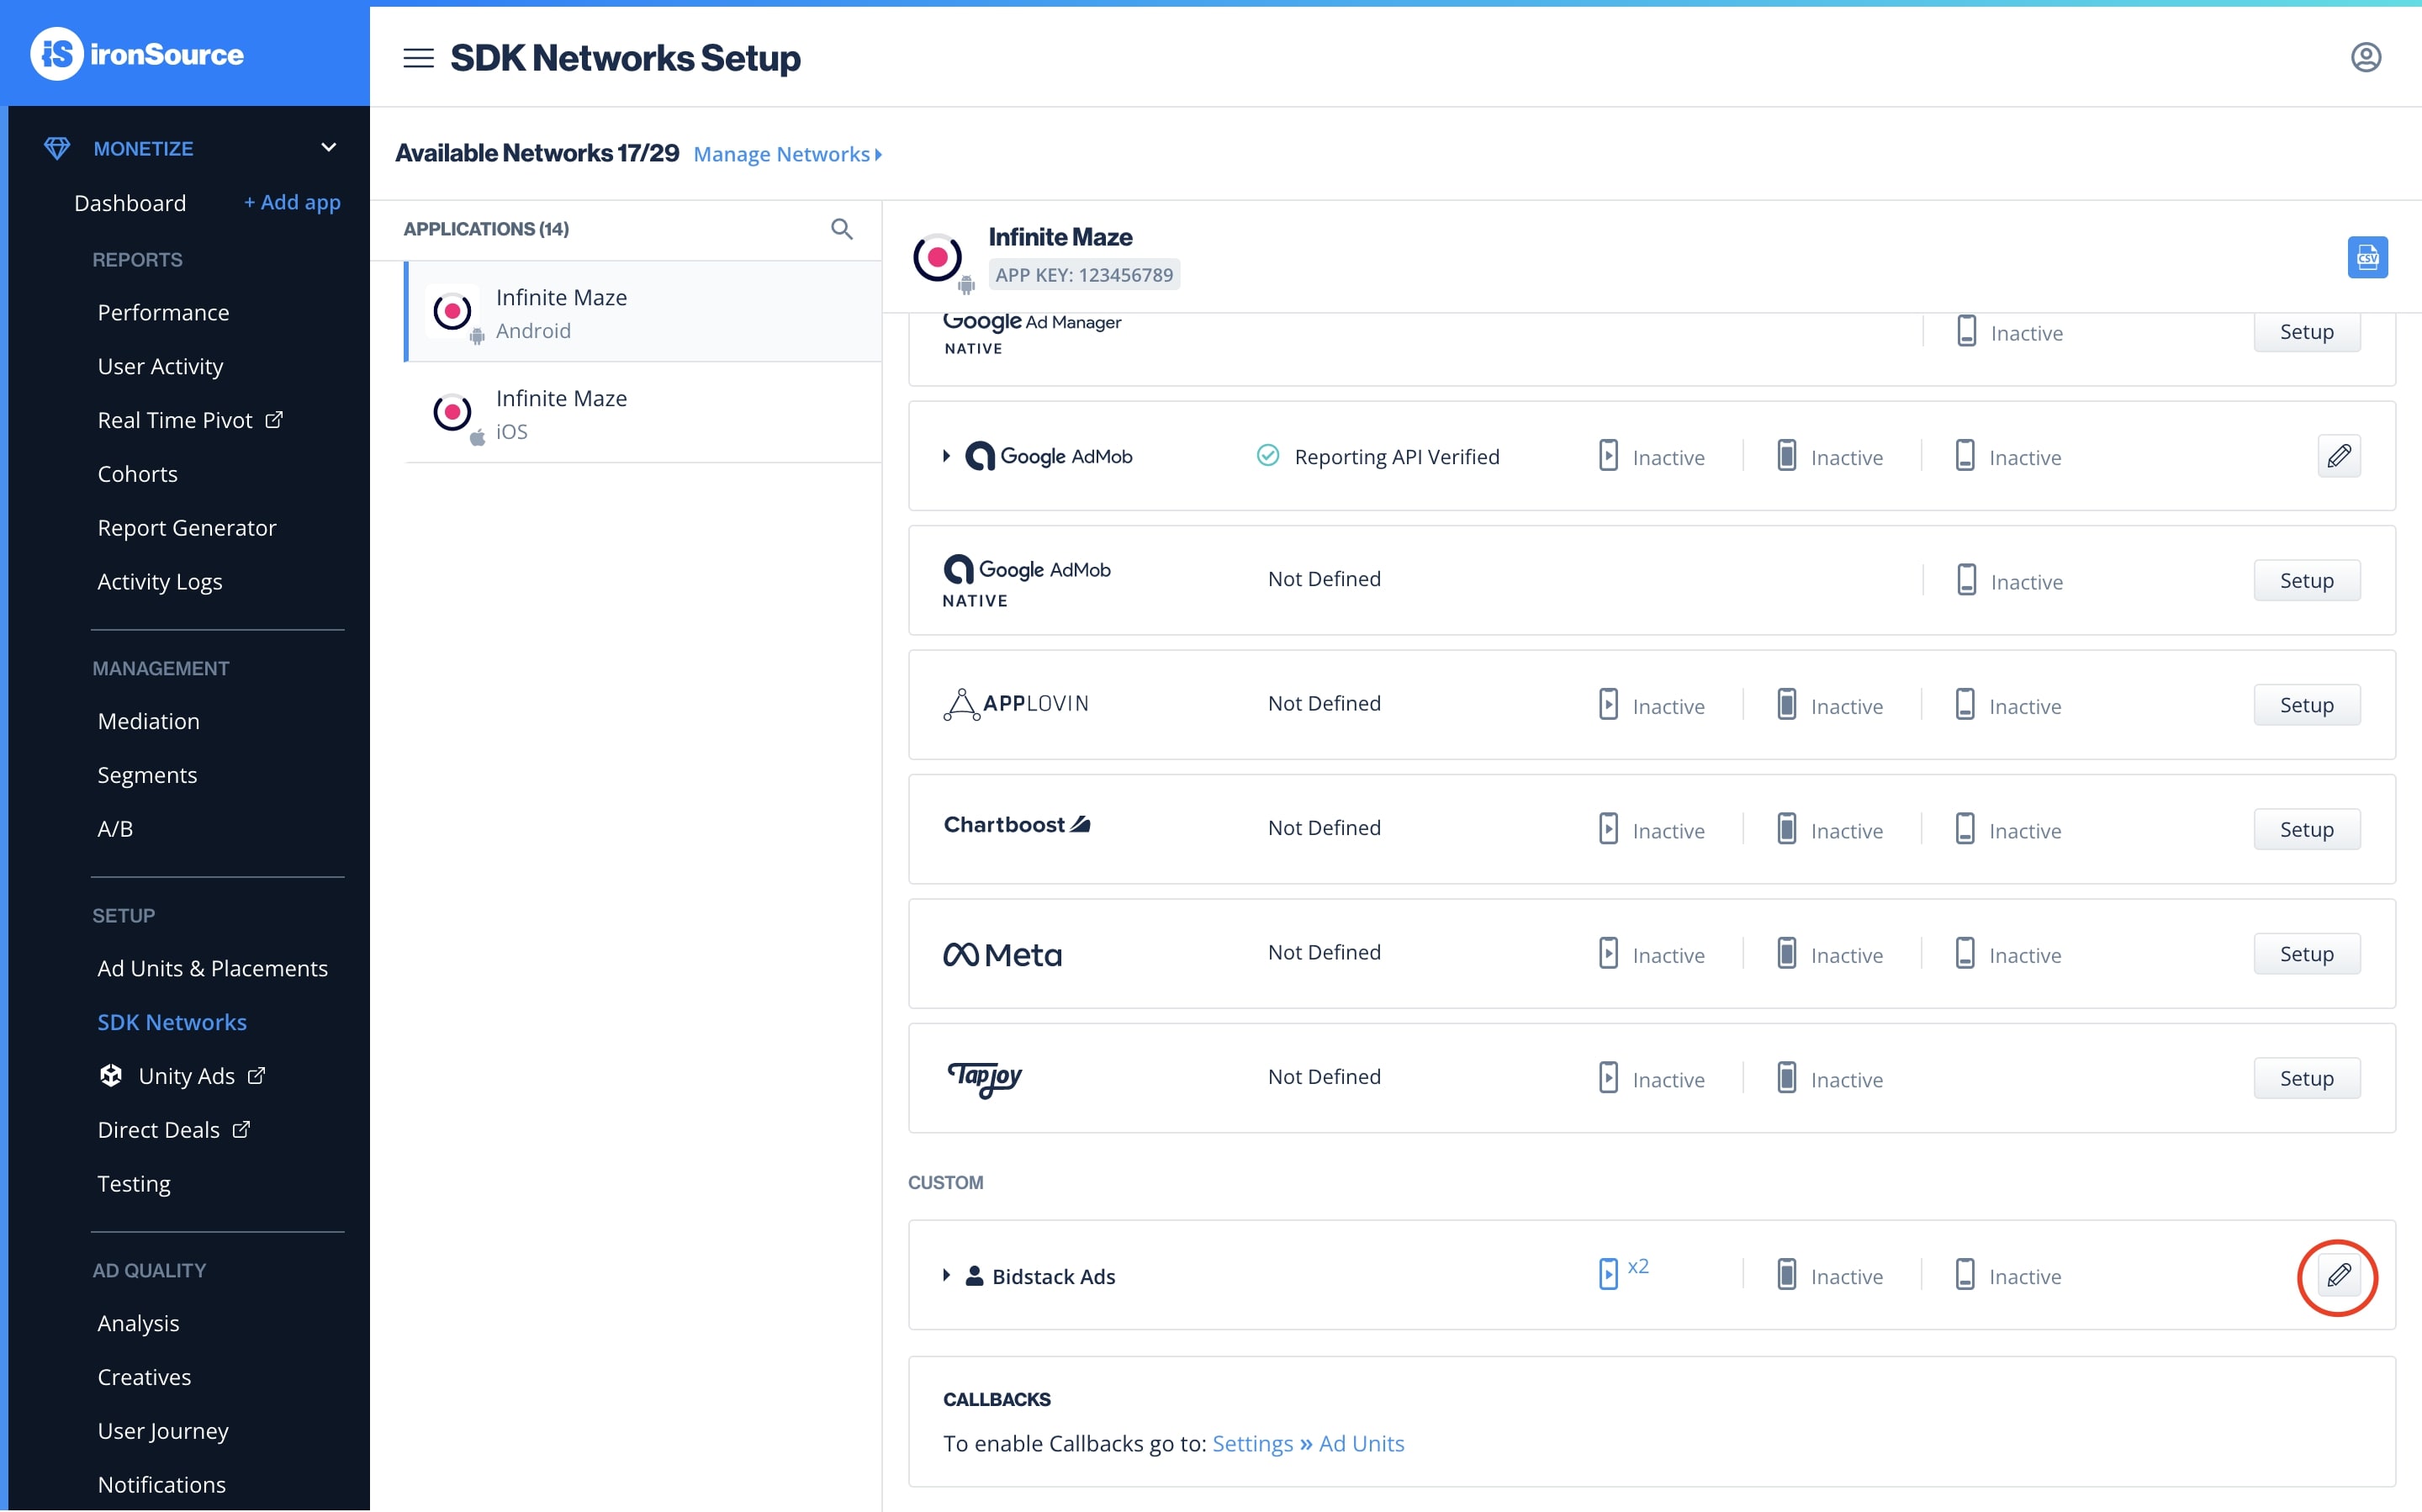 iS ironSource
SDK Networks Setup
MONETIZE
Dashboard + Add app
REPORTS
Performance
User Activity
Real Time Pivot
Cohorts
Report Generator
Activity Logs
MANAGEMENT
Mediation
Segments
A/B
SETUP
Ad Units & Placements
SDK Networks
Unity Ads
Direct Deals
Testing
AD QUALITY
Analysis
Creatives
User Journey
Notifications
Available Networks 17/29 Manage Networks
APPLICATIONS (14)
Infinite Maze
Android
Infinite Maze
iOS
Infinite Maze
APP KEY: 123456789
CSV
Google Ad Manager
NATIVE
Inactive Setup
Google AdMob Reporting API Verified Inactive Inactive Inactive
Google AdMob
NATIVE
Not Defined Inactive Setup
APPLOVIN Not Defined Inactive Inactive Inactive Setup
Chartboost Not Defined Inactive Inactive Inactive Setup
Meta Not Defined Inactive Inactive Inactive Setup
Tapjoy Not Defined Inactive Inactive Setup
CUSTOM
Bidstack Ads x2 Inactive Inactive
CALLBACKS
To enable Callbacks go to: Settings » Ad Units